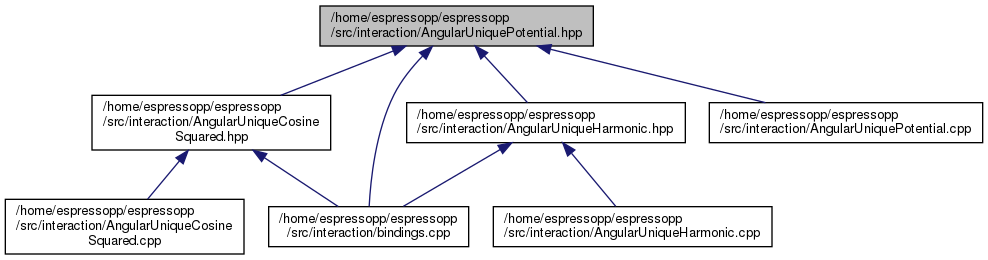 /home/espressopp/espressopp
/src/interaction/AngularUniquePotential.hpp
/home/espressopp/espressopp
/src/interaction/AngularUniqueCosine
Squared.hpp
/home/espressopp/espressopp
/src/interaction/AngularUniqueHarmonic.hpp
/home/espressopp/espressopp
/src/interaction/AngularUniquePotential.cpp
/home/espressopp/espressopp
/src/interaction/AngularUniqueCosine
Squared.cpp
/home/espressopp/espressopp
/src/interaction/bindings.cpp
/home/espressopp/espressopp
/src/interaction/AngularUniqueHarmonic.cpp